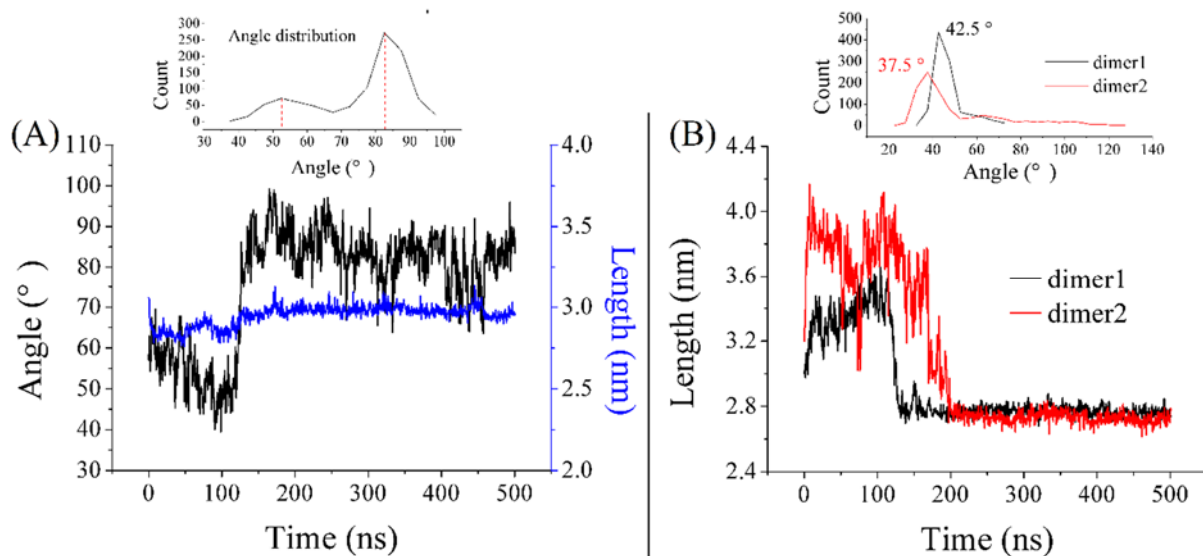 Angle distribution
Count
300
250
200
150
100
50
0
30 40 50 60 70 80 90 100
Angle (° )
(A)
Angle (° )
110
100
90
80
70
60
50
40
30
0 100 200 300 400 500
Time (ns)
4.0
3.5
3.0
2.5
2.0
Length (nm)
Count
500
400
300
200
100
0
42.5 °
37.5 °
dimer1
dimer2
20 40 60 80 100 120 140
Angle (° )
(B)
Length (nm)
4.4
4.0
3.6
3.2
2.8
2.4
dimer1
dimer2
0 100 200 300 400 500
Time (ns)